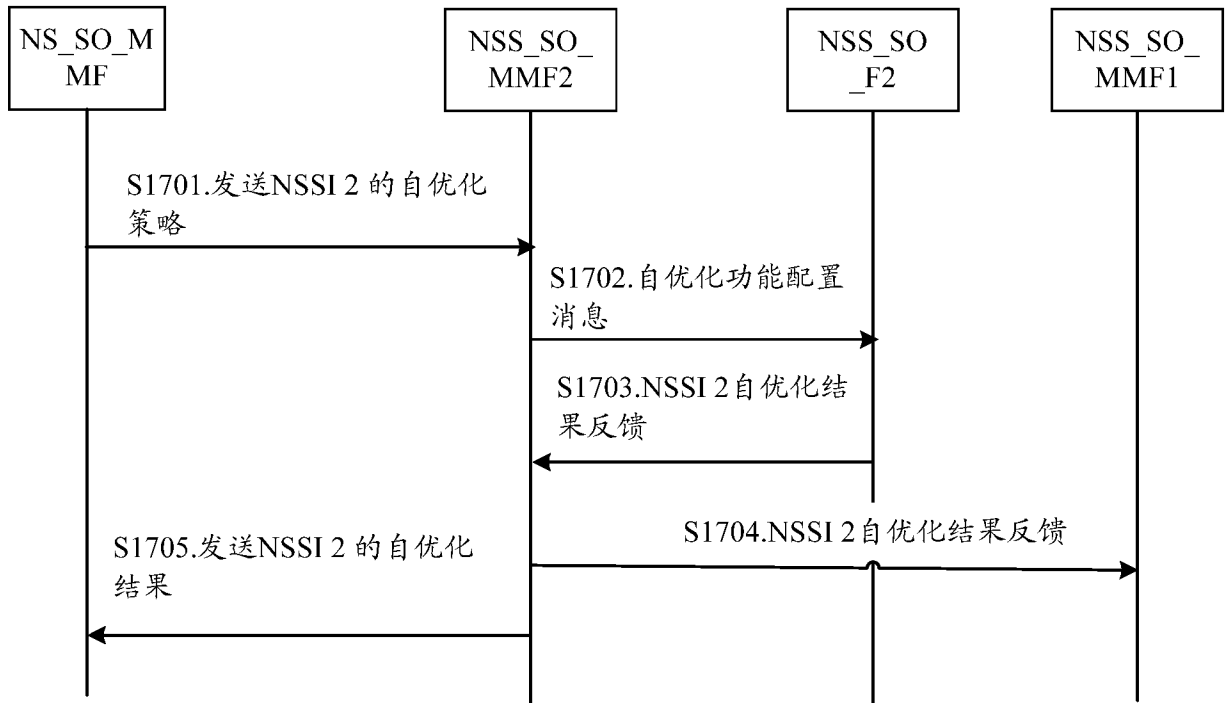 NS_SO_M
MF
NSS_SO_
MMF2
NSS_SO
_F2
NSS_SO_
MMF1
S1701.发送NSSI 2 的自优化
策略
S1702.自优化功能配置
消息
S1703.NSSI 2自优化结
果反馈
S1704.NSSI 2自优化结果反馈
S1705.发送NSSI 2 的自优化
结果